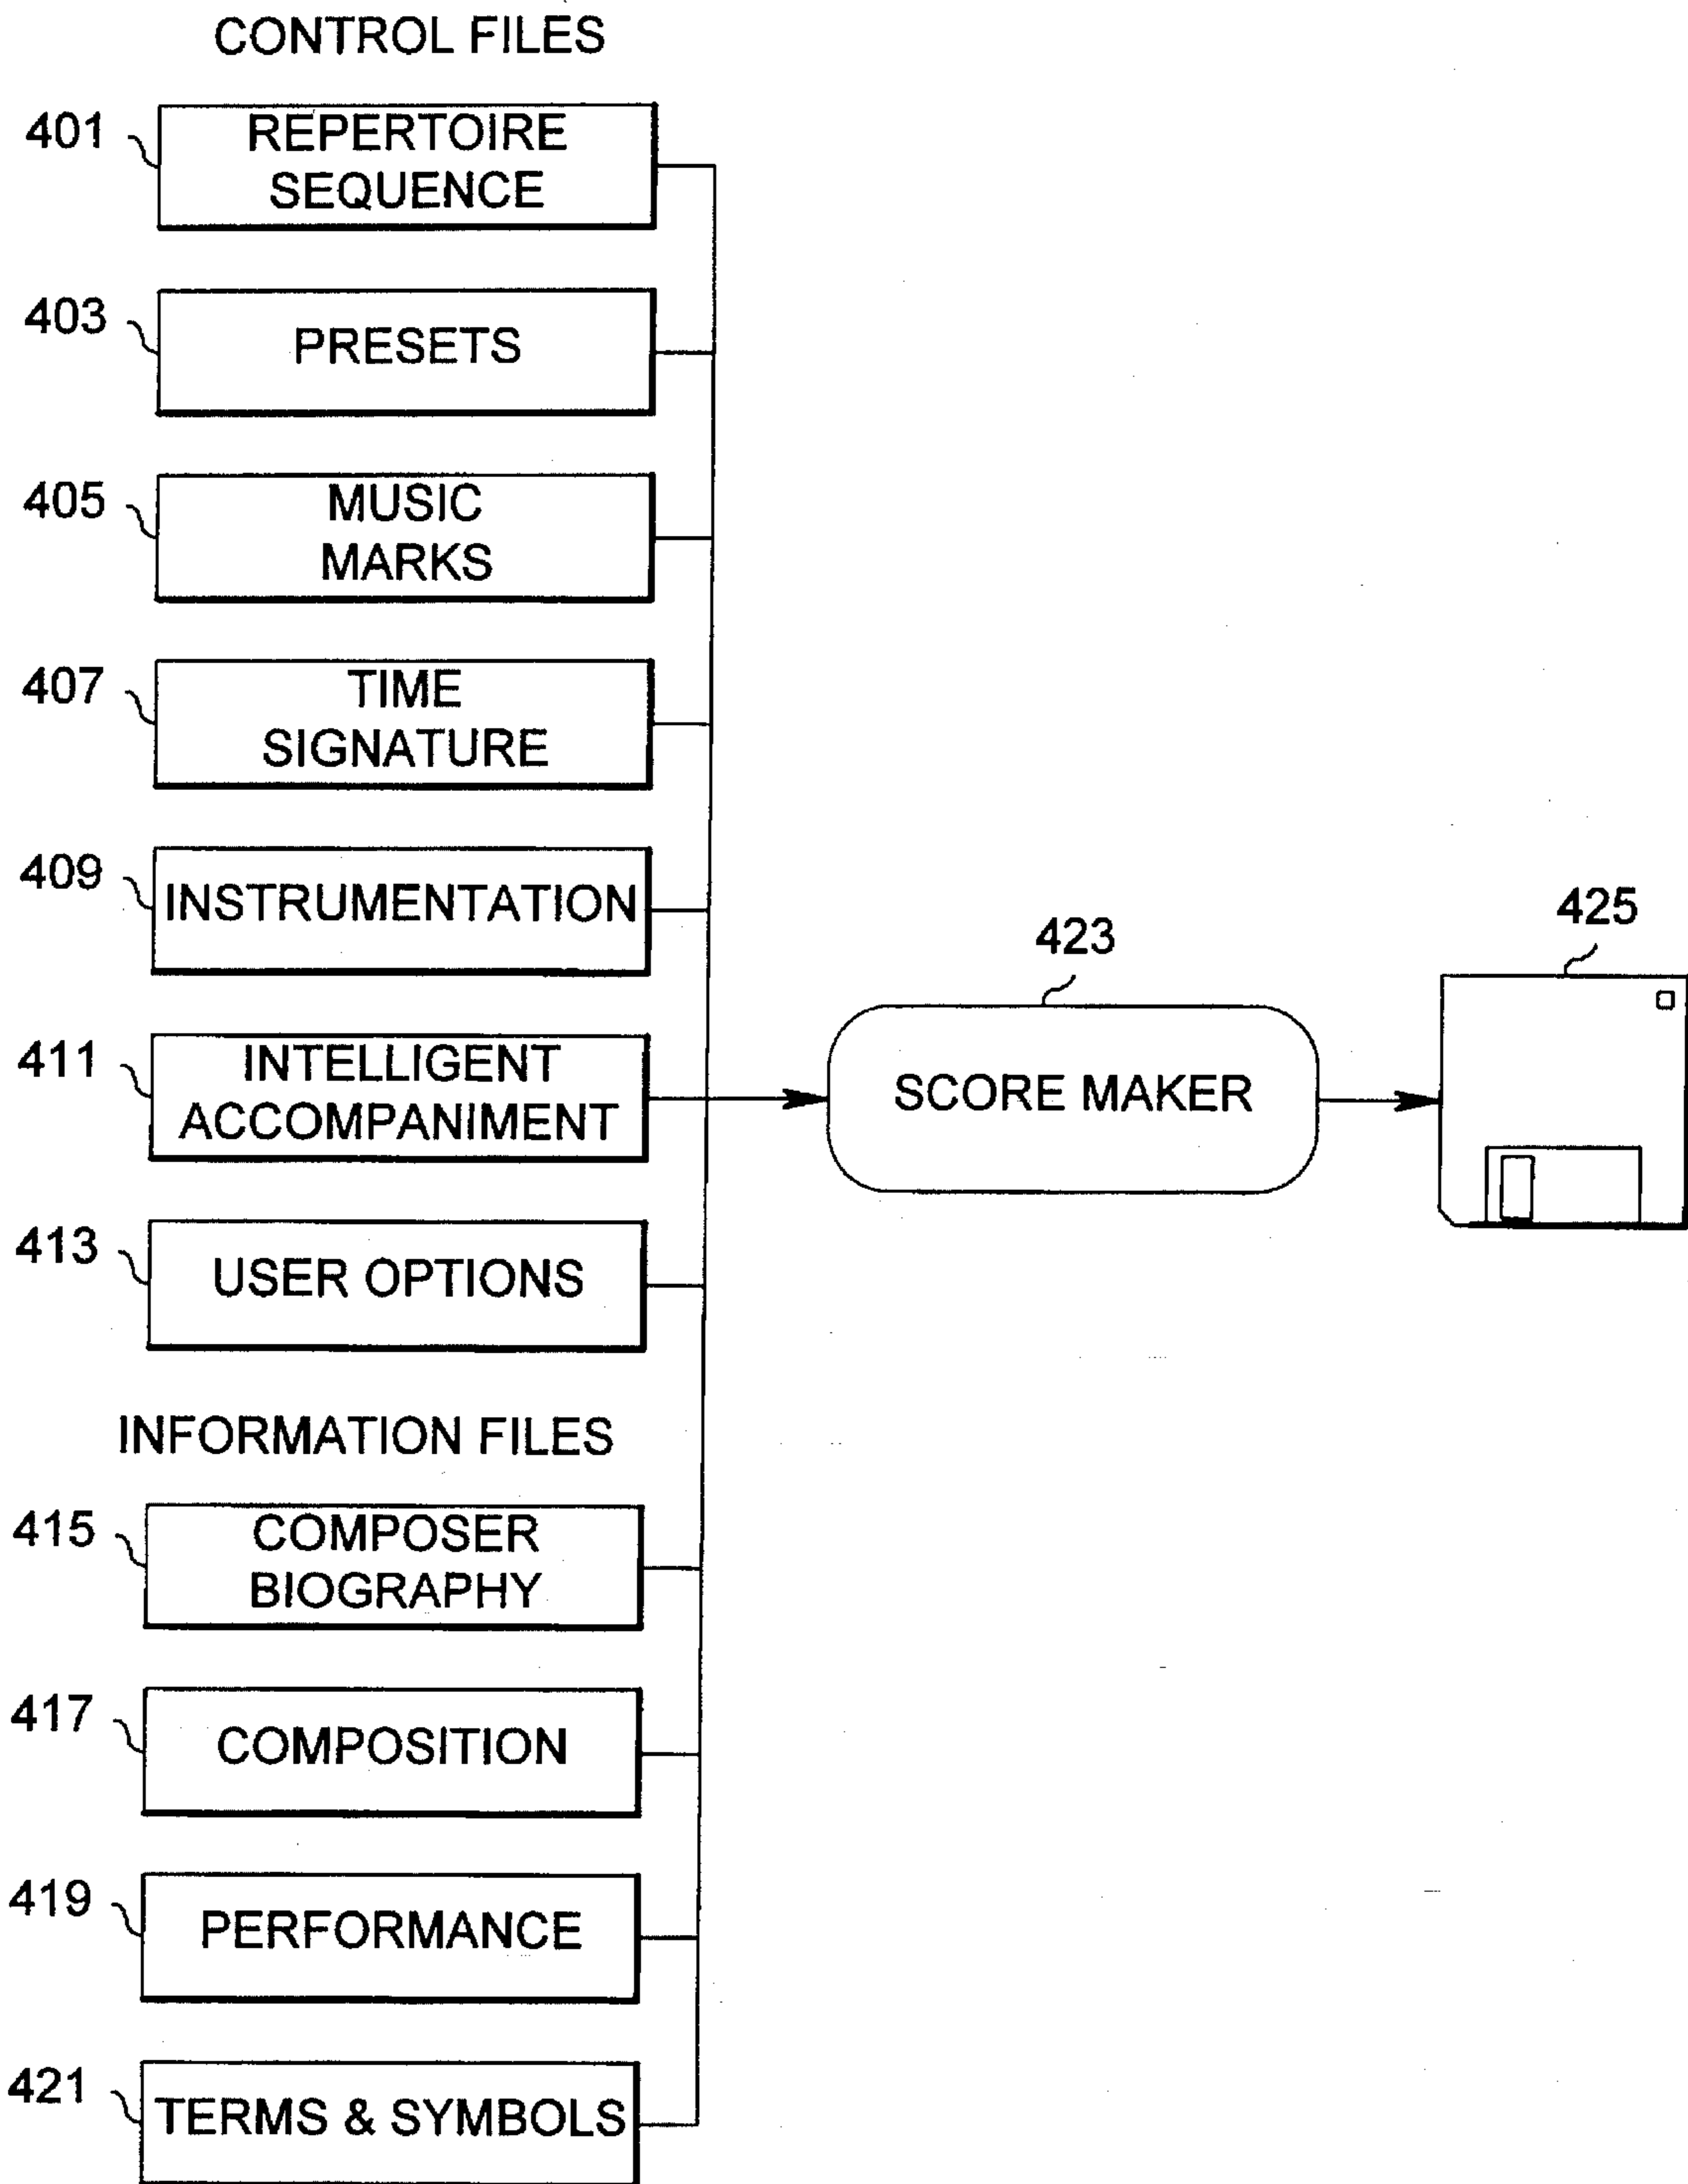 CONTROL FILES
401
REPERTOIRE
SEQUENCE
403
PRESETS
405
MUSIC
MARKS
407
TIME
SIGNATURE
409
INSTRUMENTATION
411
INTELLIGENT
ACCOMPANIMENT
413
USER OPTIONS
INFORMATION FILES
415
COMPOSER
BIOGRAPHY
417
COMPOSITION
419
PERFORMANCE
421
TERMS & SYMBOLS
423
SCORE MAKER
425